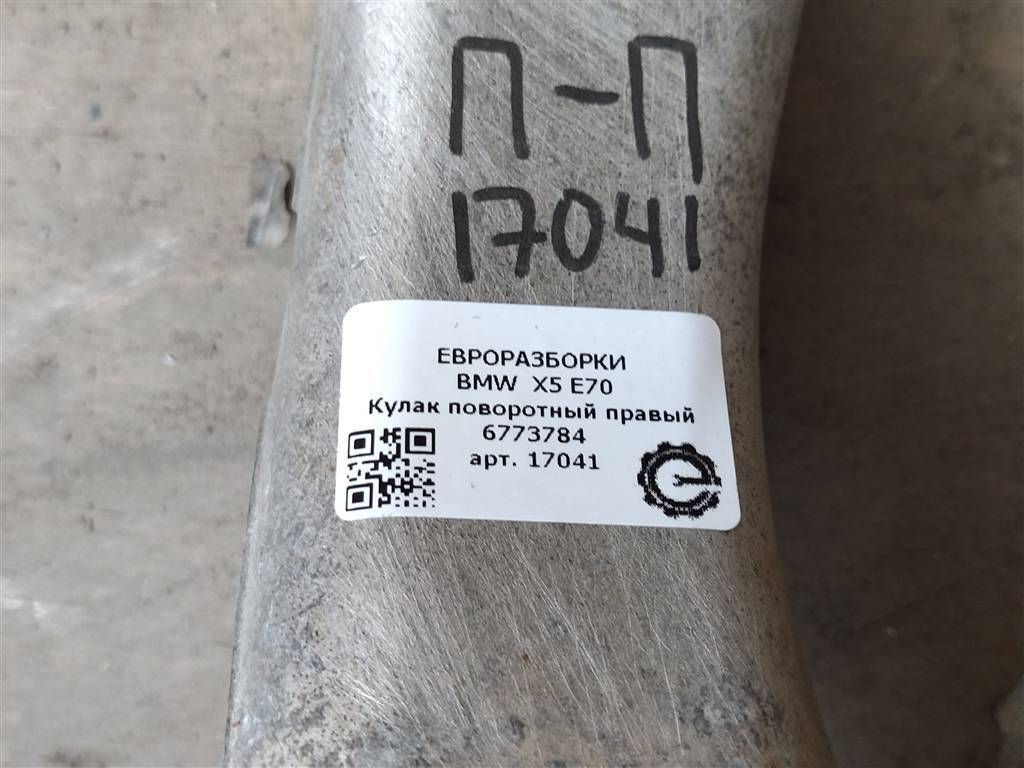 П-П
17041
ЕВРОРАЗБОРКИ
BMW X5 E70
Кулак поворотный правый
6773784
арт. 17041